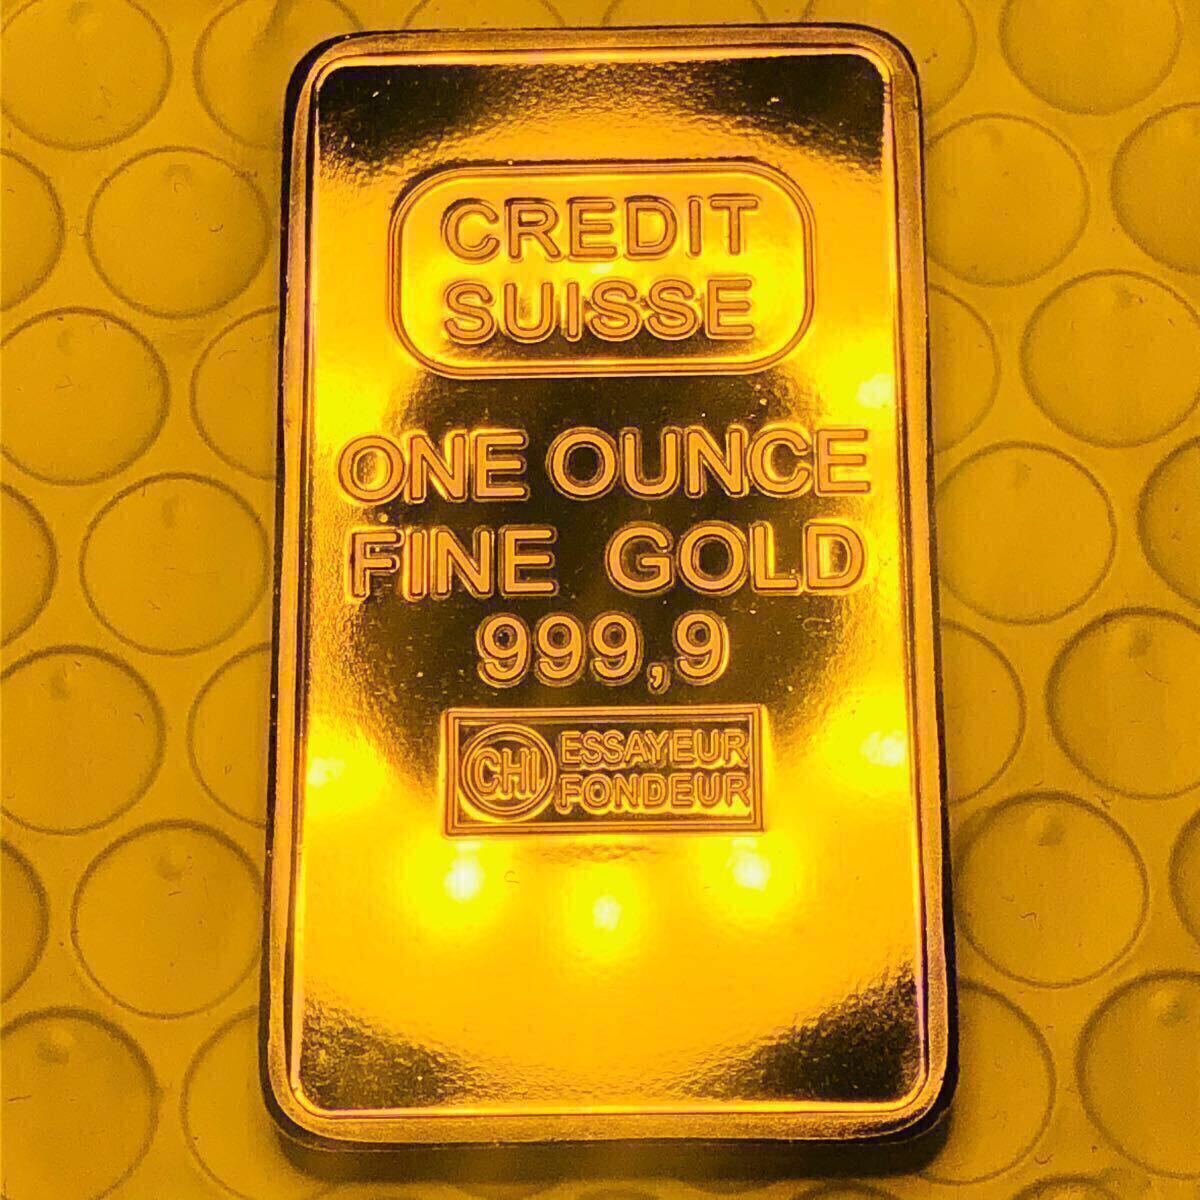 CREDIT
SUISSE
ONE OUNCE
FINE GOLD
999,9
CHI ESSAYEUR
FONDEUR